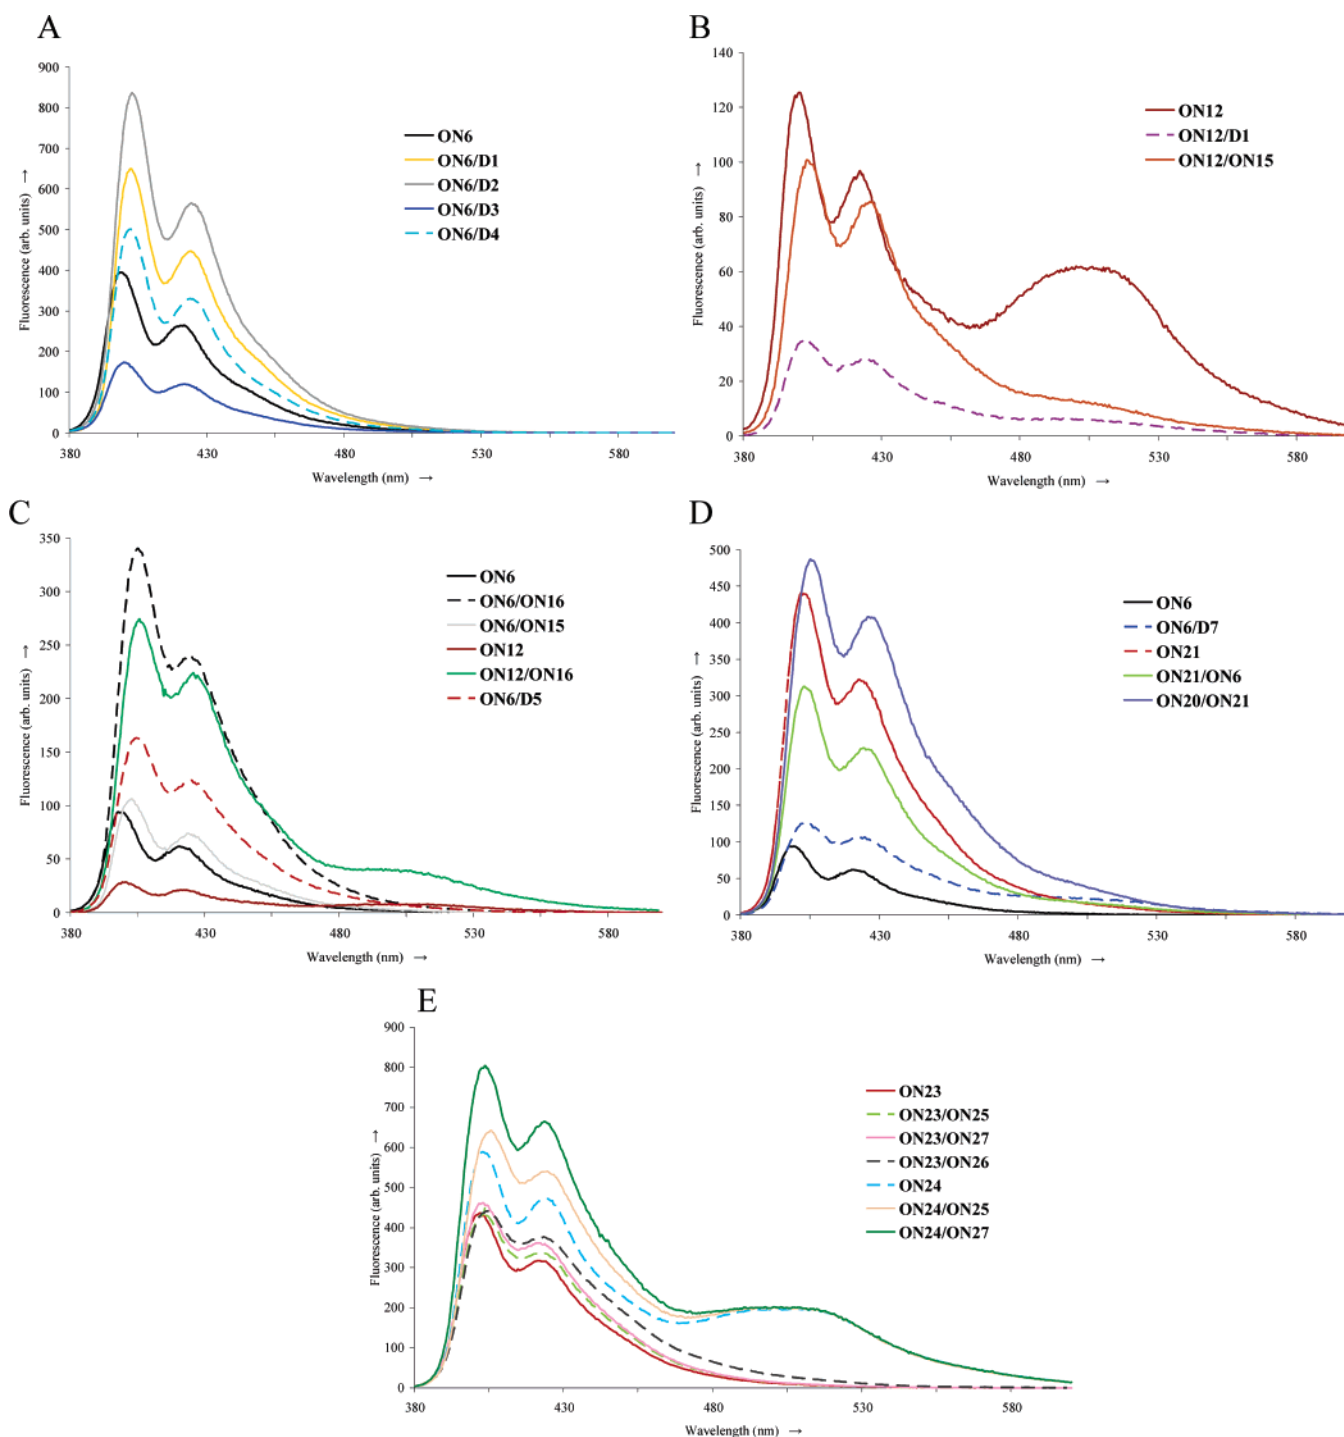 A
900
800
700
600
500
400
300
200
100
0
380
430
480
530
580
Fluorescence (arb. units) →
Wavelength (nm) →
ON6
ON6/D1
ON6/D2
ON6/D3
ON6/D4
B
140
120
100
80
60
40
20
0
380
430
480
530
580
Fluorescence (arb. units) →
Wavelength (nm) →
ON12
ON12/D1
ON12/ON15
C
350
300
250
200
150
100
50
0
380
430
480
530
580
Fluorescence (arb. units) →
Wavelength (nm) →
ON6
ON6/ON16
ON6/ON15
ON12
ON12/ON16
ON6/D5
D
500
450
400
350
300
250
200
150
100
50
0
380
430
480
530
580
Fluorescence (arb. units) →
Wavelength (nm) →
ON6
ON6/D7
ON21
ON21/ON6
ON20/ON21
E
900
800
700
600
500
400
300
200
100
0
380
430
480
530
580
Fluorescence (arb. units) →
Wavelength (nm) →
ON23
ON23/ON25
ON23/ON27
ON23/ON26
ON24
ON24/ON25
ON24/ON27